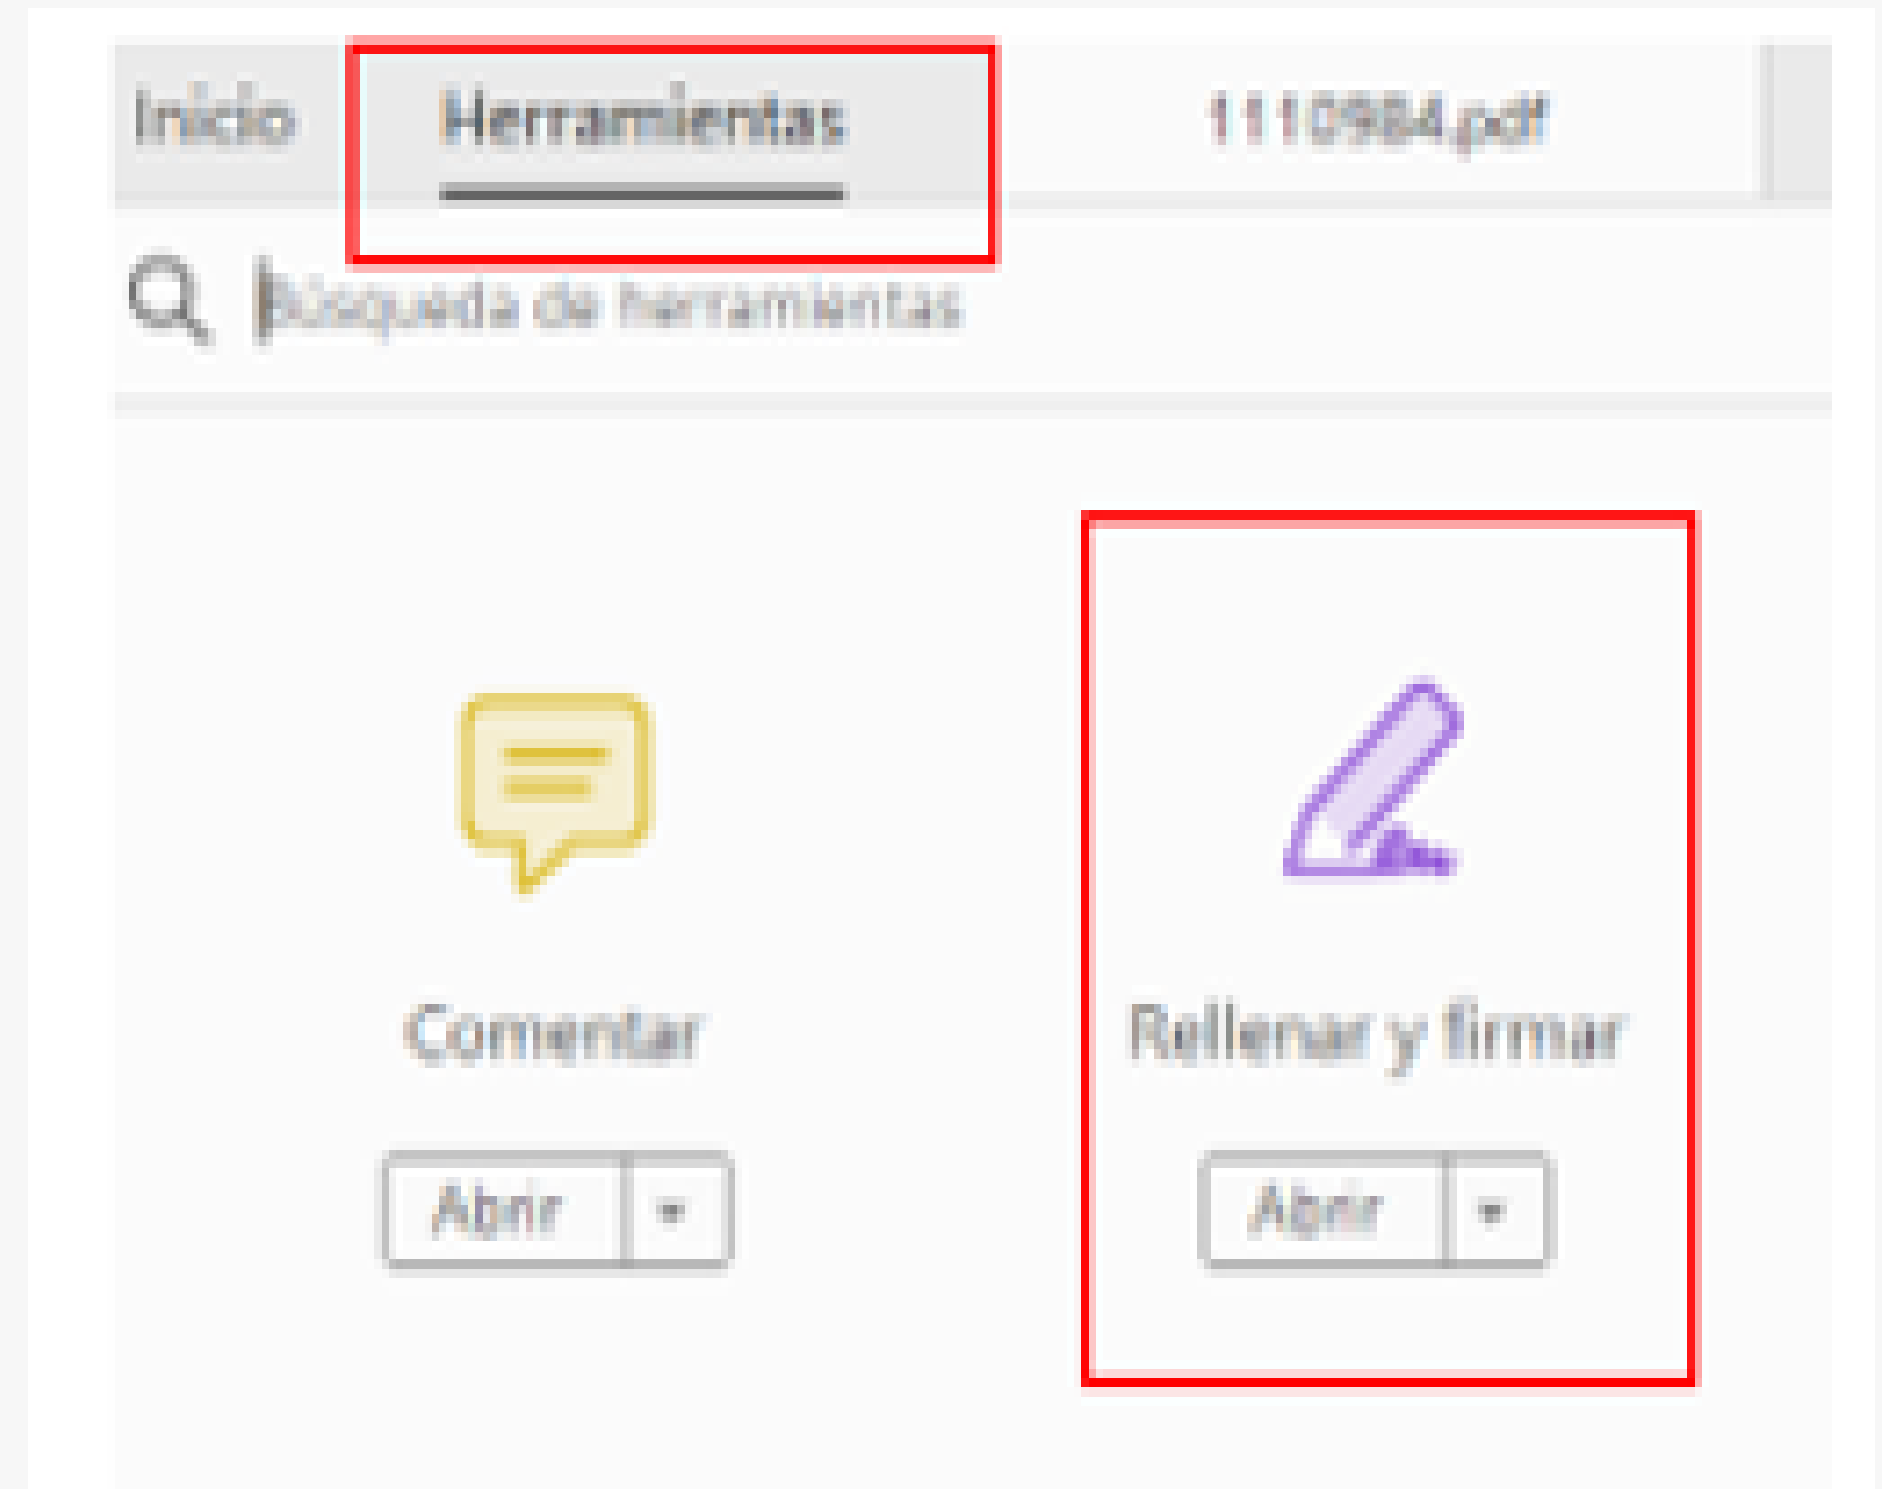 Inicio Herramientas 1110984.pdf
Búsqueda de herramientas
Comentar Rellenar y firmar
Abrir Abrir